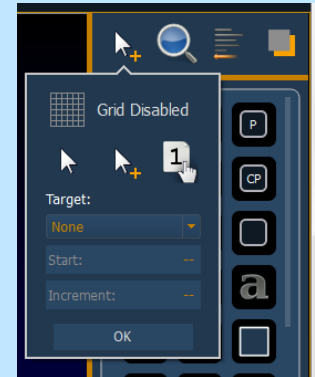 Grid Disabled
P
1
CP
Target:
None
Start: --
a
Increment: --
OK